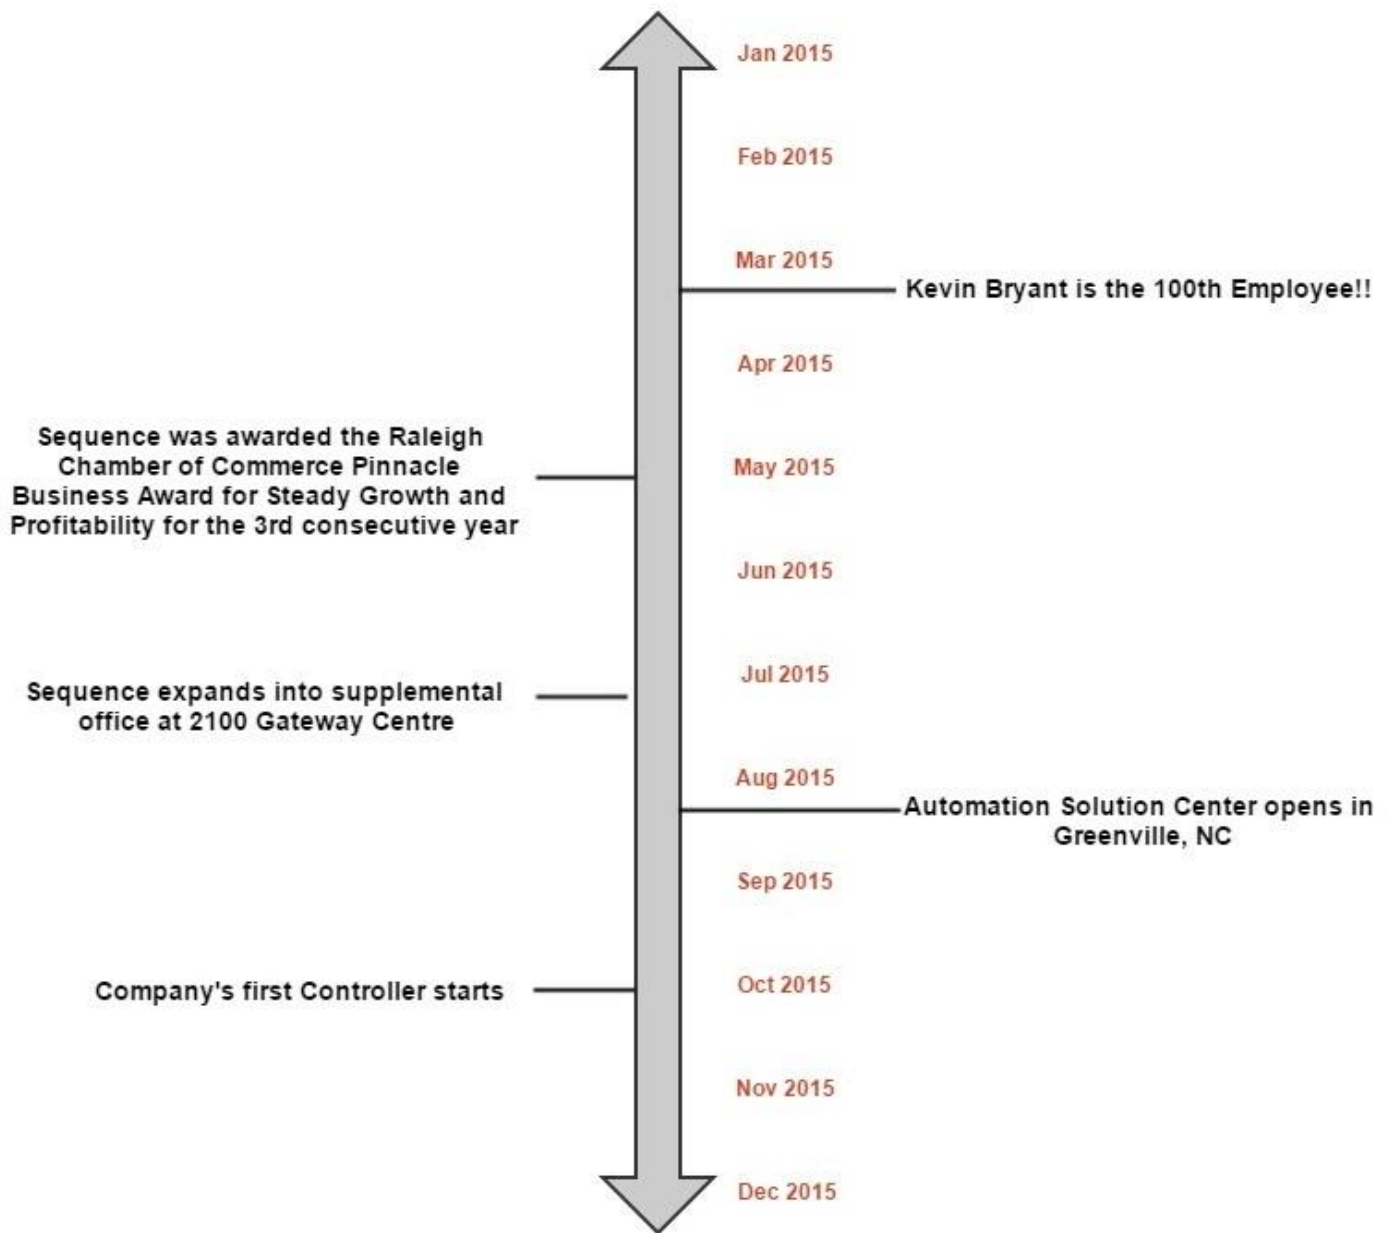 Jan 2015
Feb 2015
Mar 2015
Kevin Bryant is the 100th Employee!!
Apr 2015
Sequence was awarded the Raleigh
Chamber of Commerce Pinnacle
Business Award for Steady Growth and
Profitability for the 3rd consecutive year
May 2015
Jun 2015
Jul 2015
Sequence expands into supplemental
office at 2100 Gateway Centre
Aug 2015
Automation Solution Center opens in
Greenville, NC
Sep 2015
Company's first Controller starts
Oct 2015
Nov 2015
Dec 2015